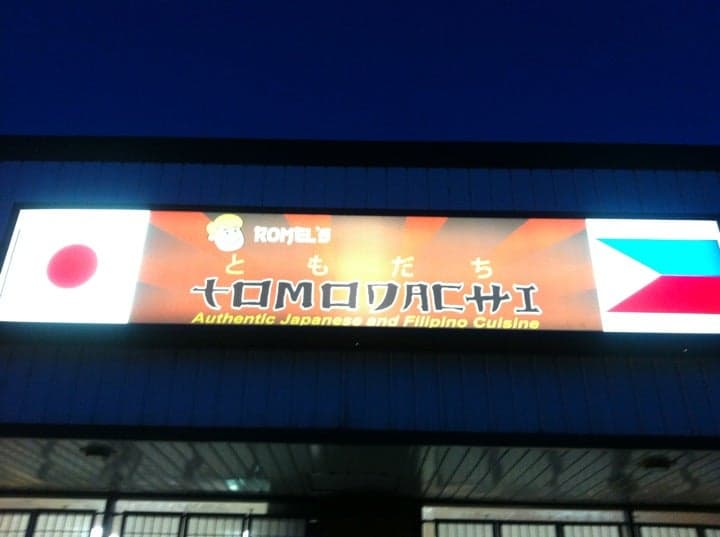 ROMEL'S
ともだち
TOMODACHI
Authentic Japanese and Filipino Cuisine